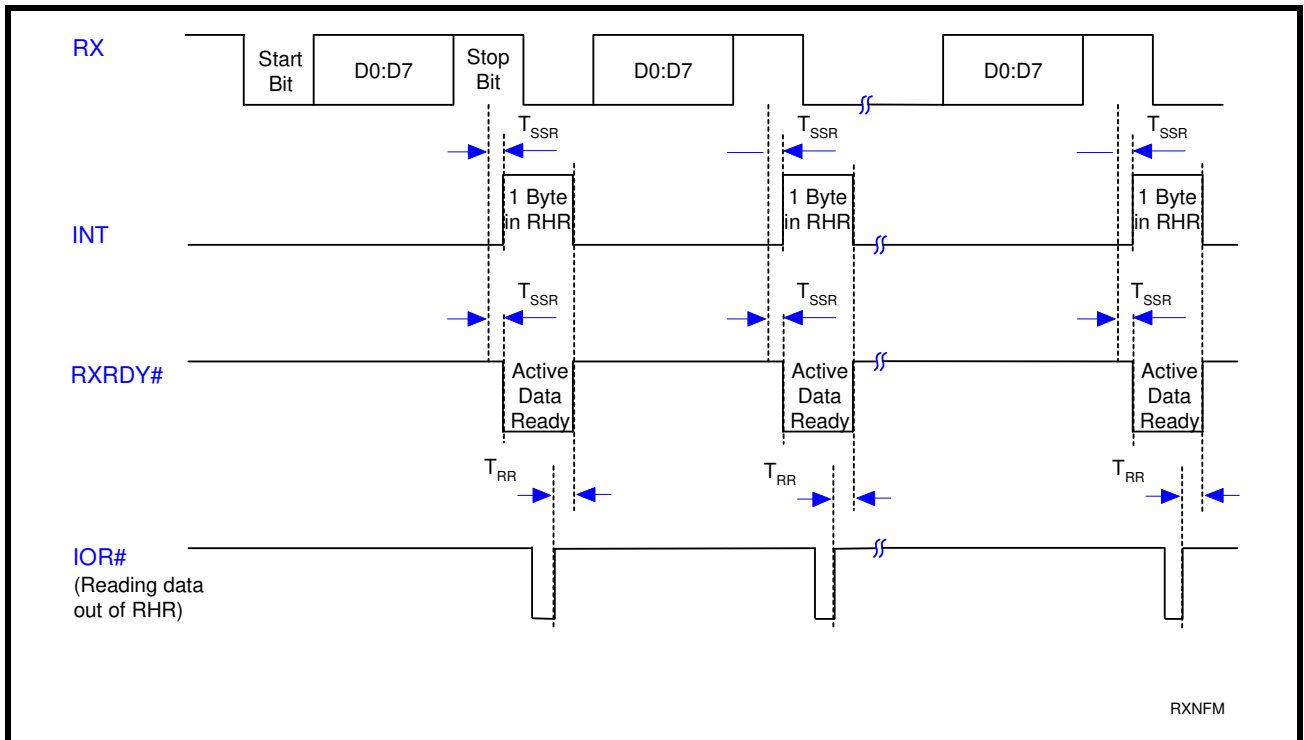 RX
Start
Bit
D0:D7
Stop
Bit
D0:D7
D0:D7
TSSR
TSSR
TSSR
1 Byte
in RHR
1 Byte
in RHR
1 Byte
in RHR
INT
TSSR
TSSR
TSSR
RXRDY#
Active
Data
Ready
Active
Data
Ready
Active
Data
Ready
TRR
TRR
TRR
IOR#
(Reading data
out of RHR)
RXNFM